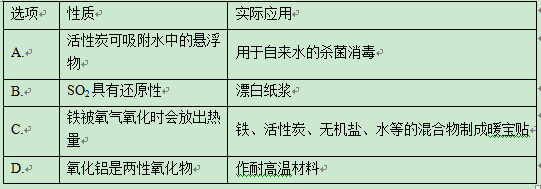 选项 性质 实际应用
A. 活性炭可吸附水中的悬浮 用于自来水的杀菌消毒
物
B. SO2具有还原性 漂白纸浆
C. 铁被氧气氧化时会放出热 铁、活性炭、无机盐、水等的混合物制成暖宝贴
量
D. 氧化铝是两性氧化物 作耐高温材料